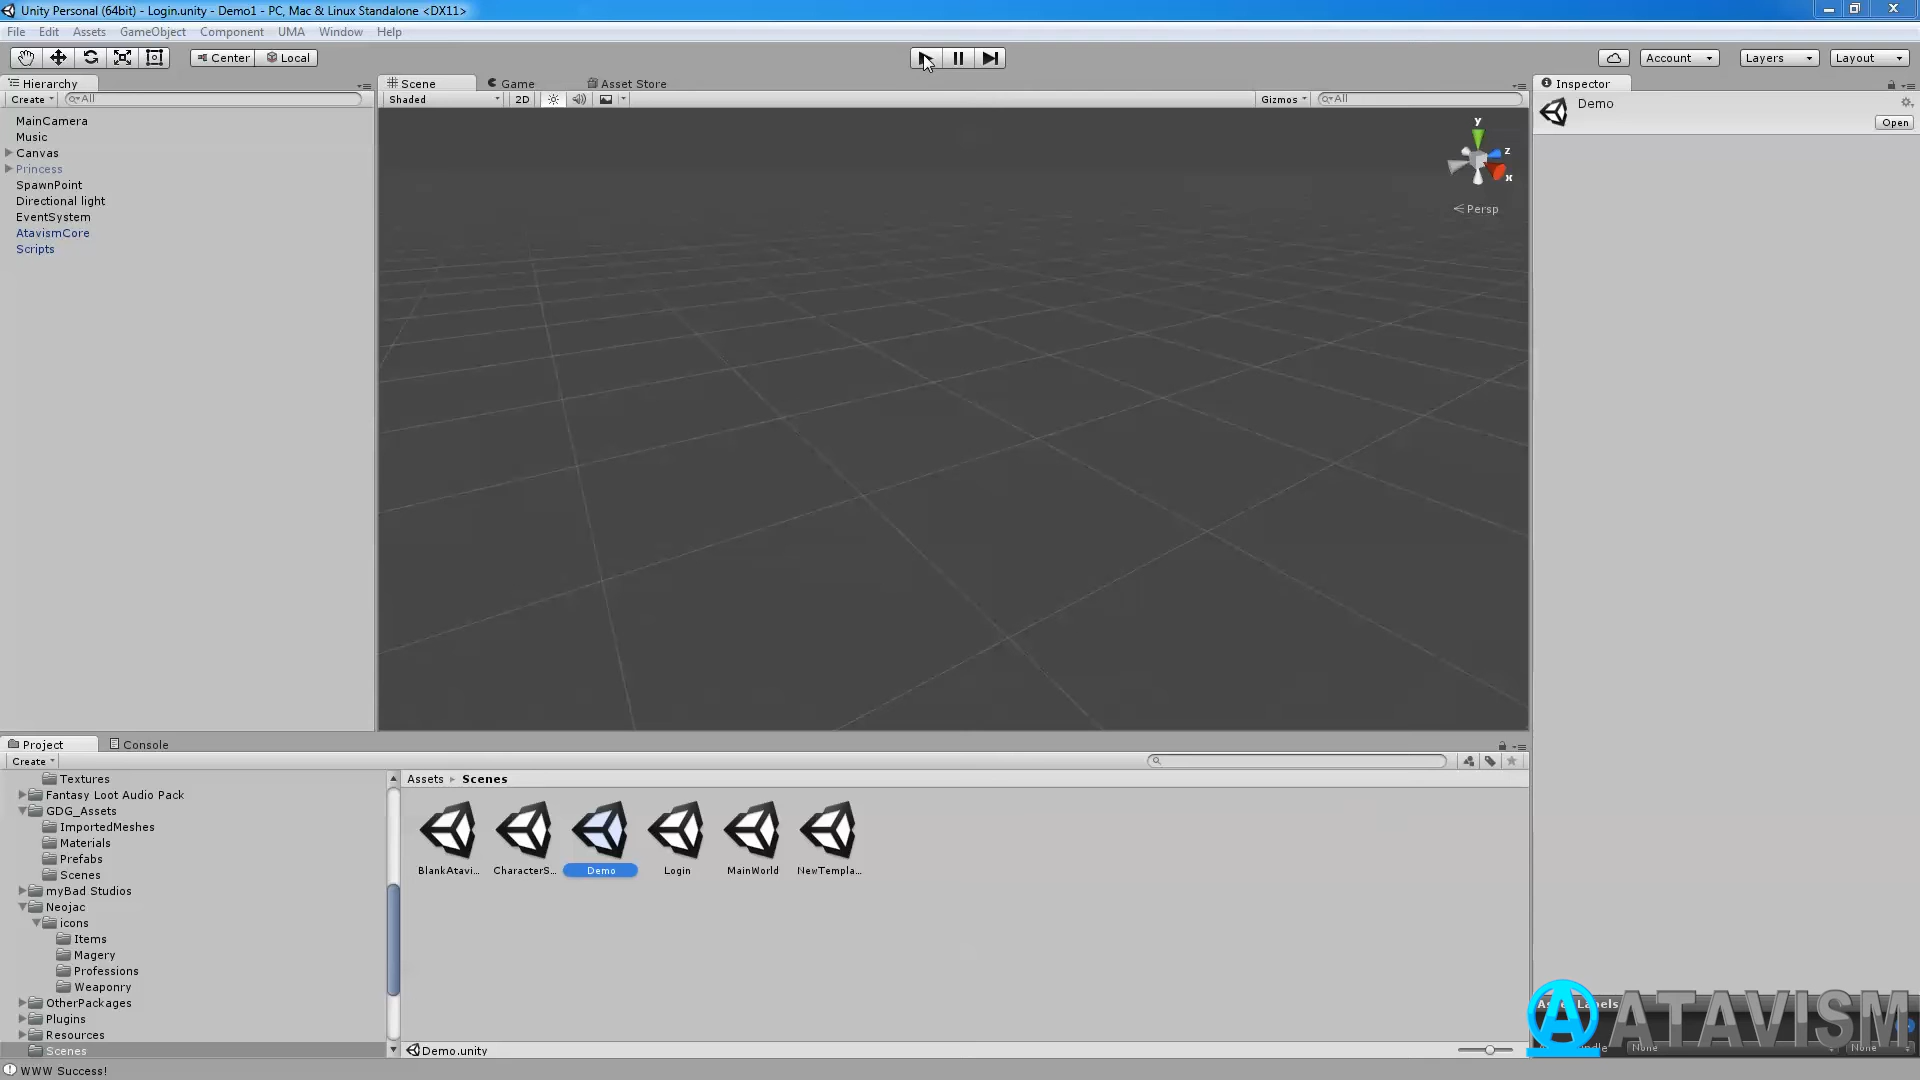 Unity Personal (64bit) - Login.unity - Demo1 - PC, Mac & Linux Standalone <DX11>
File Edit Assets GameObject Component UMA Window Help
Center Local Account Layers Layout
Hierarchy
Create All
MainCamera
Music
Canvas
Princess
SpawnPoint
Directional light
EventSystem
AtavismCore
Scripts
Scene Game Asset Store
Shaded 2D Gizmos All
y
z
x
Persp
Inspector
Demo
Open
Project Console
Create
Textures
Fantasy Loot Audio Pack
GDG_Assets
ImportedMeshes
Materials
Prefabs
Scenes
myBad Studios
Neojac
icons
Items
Magery
Professions
Weaponry
OtherPackages
Plugins
Resources
Scenes
Assets Scenes
BlankAtavi... CharacterS... Demo Login MainWorld NewTempla...
Demo.unity
Labels
None None
ATAVISM
WWW Success!